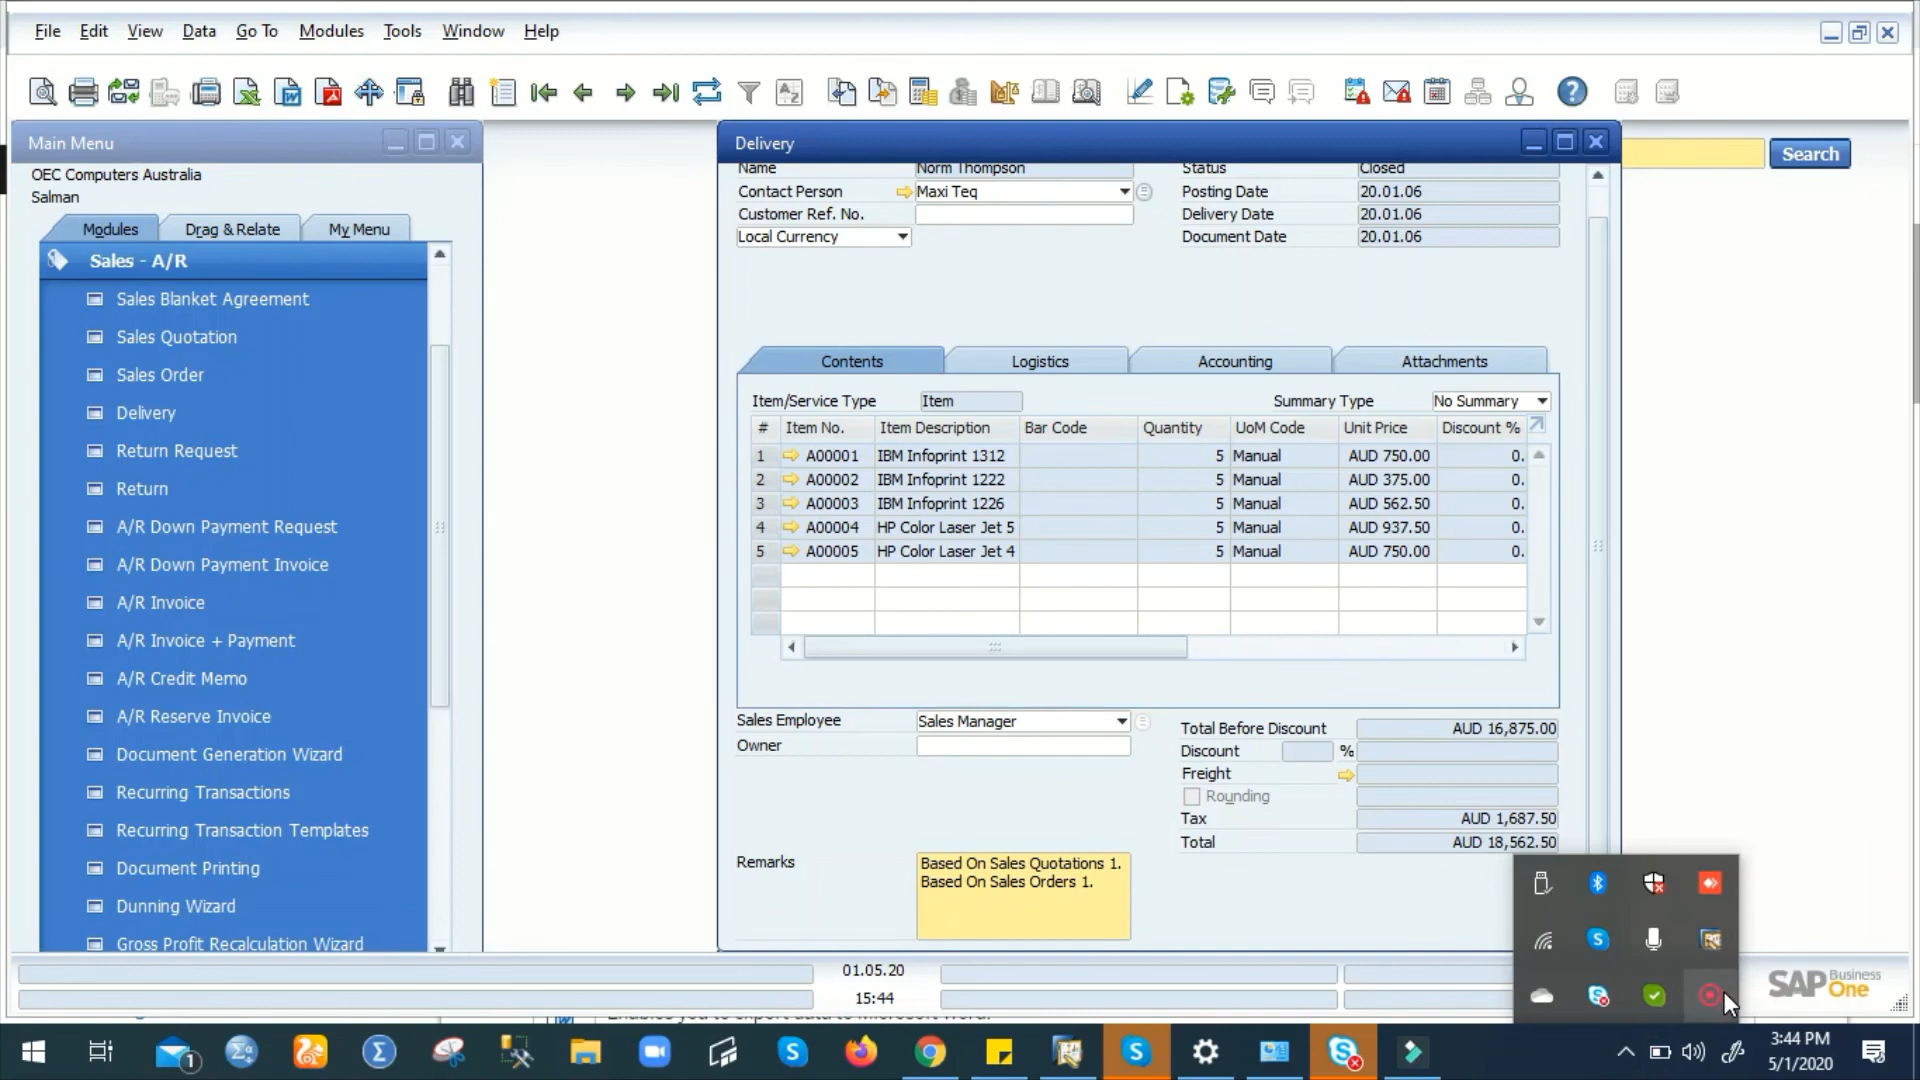 File Edit View Data Go To Modules Tools Window Help
Main Menu
OEC Computers Australia
Salman
Modules Drag & Relate My Menu
Sales - A/R
Sales Blanket Agreement
Sales Quotation
Sales Order
Delivery
Return Request
Return
A/R Down Payment Request
A/R Down Payment Invoice
A/R Invoice
A/R Invoice + Payment
A/R Credit Memo
A/R Reserve Invoice
Document Generation Wizard
Recurring Transactions
Recurring Transaction Templates
Document Printing
Dunning Wizard
Gross Profit Recalculation Wizard
Delivery
Search
Name Norm Thompson Status Closed
Contact Person Maxi Teq Posting Date 20.01.06
Customer Ref. No. Delivery Date 20.01.06
Local Currency Document Date 20.01.06
Contents Logistics Accounting Attachments
Item/Service Type Item Summary Type No Summary
# Item No. Item Description Bar Code Quantity UoM Code Unit Price Discount %
1 A00001 IBM Infoprint 1312 5 Manual AUD 750.00 0.
2 A00002 IBM Infoprint 1222 5 Manual AUD 375.00 0.
3 A00003 IBM Infoprint 1226 5 Manual AUD 562.50 0.
4 A00004 HP Color Laser Jet 5 5 Manual AUD 937.50 0.
5 A00005 HP Color Laser Jet 4 5 Manual AUD 750.00 0.
Sales Employee Sales Manager Total Before Discount AUD 16,875.00
Owner Discount %
Freight
Rounding
Tax AUD 1,687.50
Total AUD 18,562.50
Remarks Based On Sales Quotations 1.
Based On Sales Orders 1.
01.05.20
15:44
SAP Business One
3:44 PM
5/1/2020